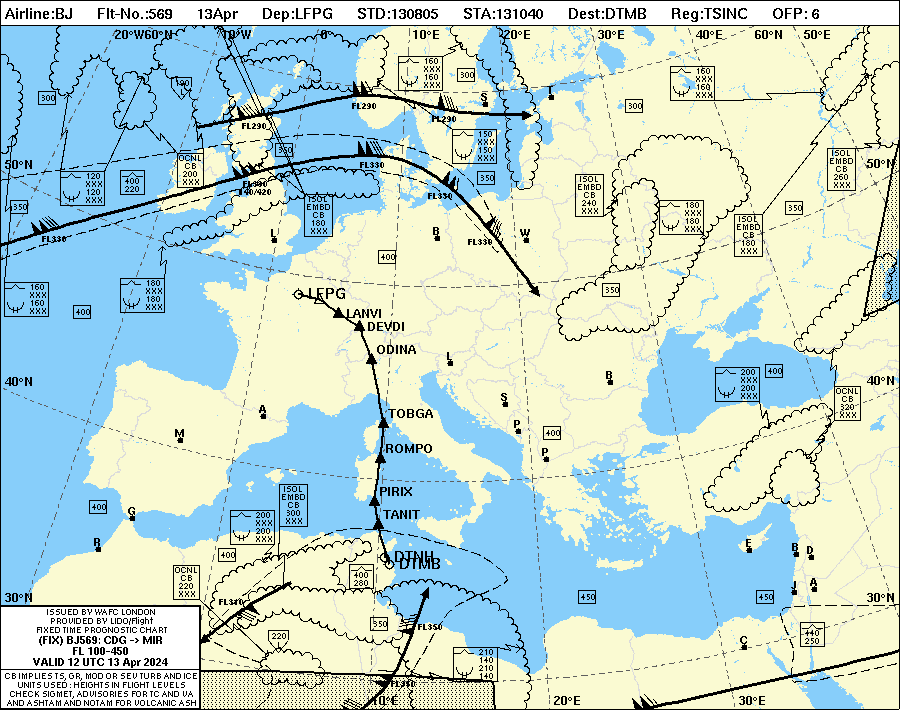 Airline:BJ Flt-No.:569 13Apr Dep:LFPG STD:130805 STA:131040 Dest:DTMB Reg:TSINC OFP: 6
20°W60°N 10°W 0° 10°E 20°E 30°E 40°E 60°N 50°E
160
XXX
160
XXX
300
160
XXX
160
XXX
300
100
300
S
T
FL290
FL290
FL290
300
150
XXX
150
XXX
350
50°N
OCNL
CB
200
XXX
FL330
ISOL
EMBD
CB
260
XXX
50°N
120
XXX
120
XXX
400
220
FL330
140/420
350
FL330
ISOL
EMBD
CB
240
XXX
350
ISOL
EMBD
CB
180
XXX
180
XXX
180
XXX
350
ISOL
EMBD
CB
180
XXX
FL330
L
B
FL330
W
400
160
XXX
160
XXX
400
180
XXX
180
XXX
LFPG
350
LANVI
DEVDI
ODINA
L
40°N
B
200
XXX
200
XXX
400
40°N
TOBGA
A
S
OCNL
CB
320
XXX
M
P
400
ROMPO
P
PIRIX
400
G
ISOL
EMBD
CB
300
XXX
200
XXX
200
XXX
TANIT
R
400
E
B
D
DTNH
DTMB
OCNL
CB
220
XXX
400
280
J
A
30°N
FL310
450
450
30°N
350
FL350
440
250
220
C
210
140
210
140
FL350
10°E
20°E
30°E
ISSUED BY WAFC LONDON
PROVIDED BY LIDO/Flight
FIXED TIME PROGNOSTIC CHART
(FIX) BJ569: CDG -> MIR
FL 100-450
VALID 12 UTC 13 Apr 2024
CB IMPLIES TS, GR, MOD OR SEV TURB AND ICE
UNITS USED : HEIGHTS IN FLIGHT LEVELS
CHECK SIGMET, ADVISORIES FOR TC AND VA
AND ASHTAM AND NOTAM FOR VOLCANIC ASH